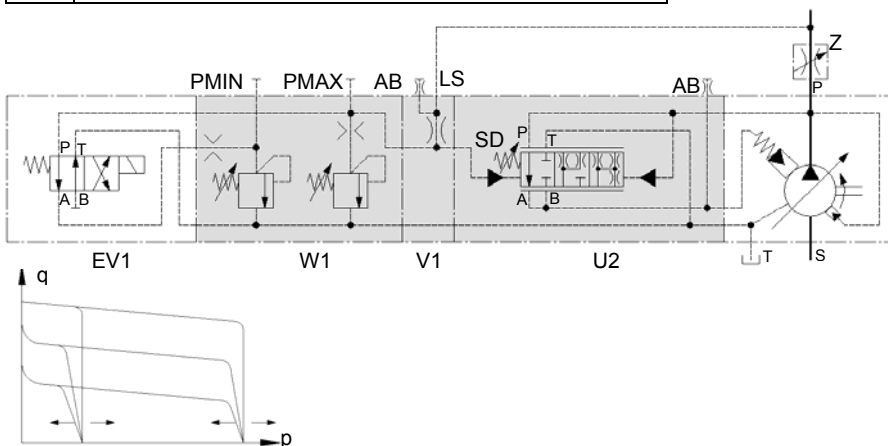 Z
PMIN PMAX AB LS AB
P
SD P T
P T
A B
A B
T S
EV1 W1 V1 U2
q
p